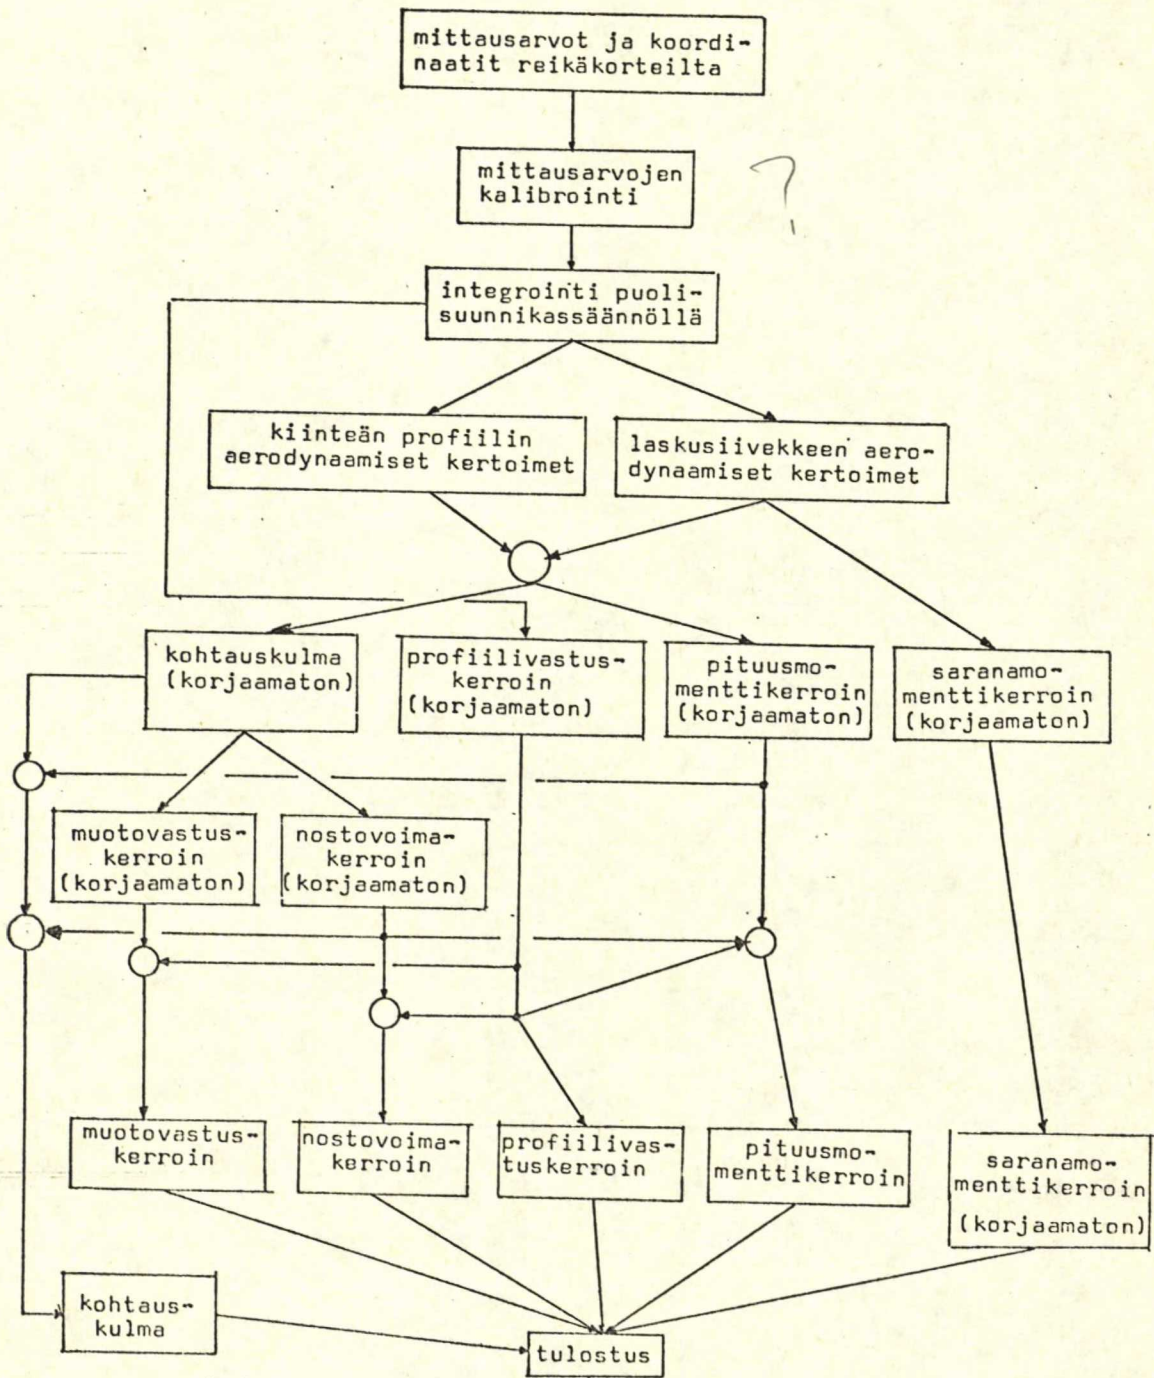 mittausarvot ja koordi-
naatit reikäkorteilta
mittausarvojen
kalibrointi
?
integrointi puoli-
suunnikassäännöllä
kiinteän profiilin
aerodynaamiset kertoimet
laskusiivekkeen aero-
dynaamiset kertoimet
kohtauskulma
(korjaamaton)
profiilivastus-
kerroin
(korjaamaton)
pituusmo-
menttikerroin
(korjaamaton)
saranamo-
menttikerroin
(korjaamaton)
muotovastus-
kerroin
(korjaamaton)
nostovoima-
kerroin
(korjaamaton)
muotovastus-
kerroin
nostovoima-
kerroin
profiilivas-
tuskerroin
pituusmo-
menttikerroin
saranamo-
menttikerroin
(korjaamaton)
kohtaus-
kulma
tulostus